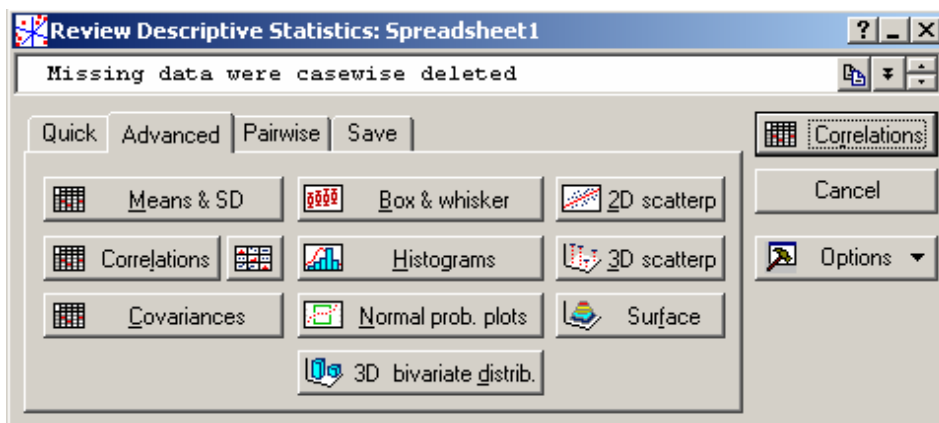 Review Descriptive Statistics: Spreadsheet1
Missing data were casewise deleted
Quick Advanced Pairwise Save
Correlations
Cancel
Options
Means & SD Box & whisker 2D scatterp
Correlations Histograms 3D scatterp
Covariances Normal prob. plots Surface
3D bivariate distrib.